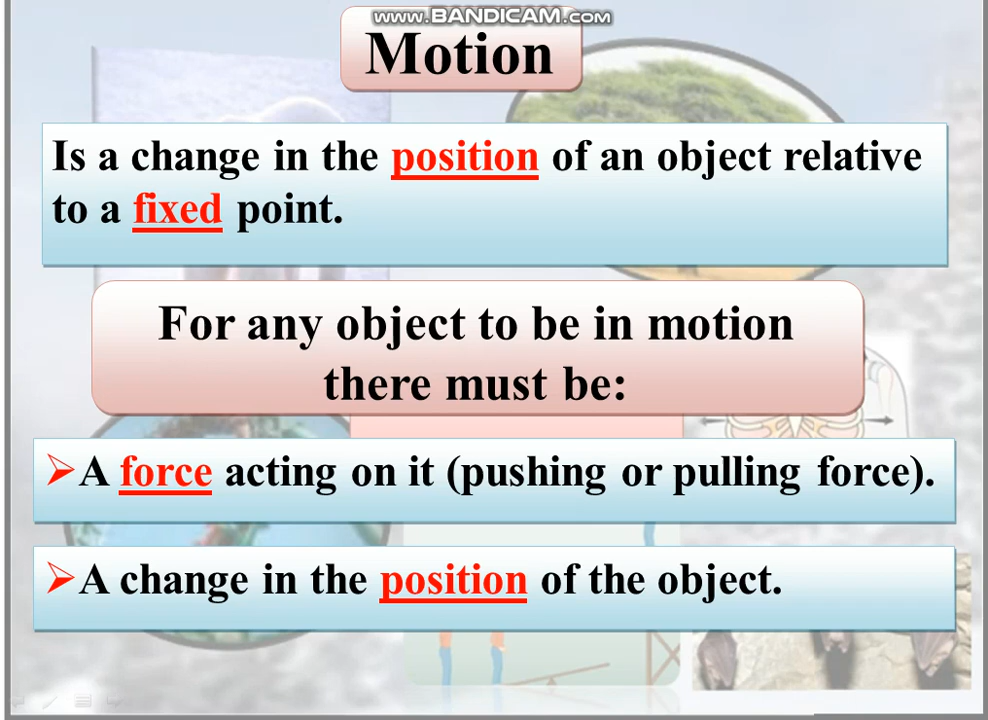 www.BANDICAM.com
Motion
Is a change in the position of an object relative
to a fixed point.
For any object to be in motion
there must be:
A force acting on it (pushing or pulling force).
A change in the position of the object.